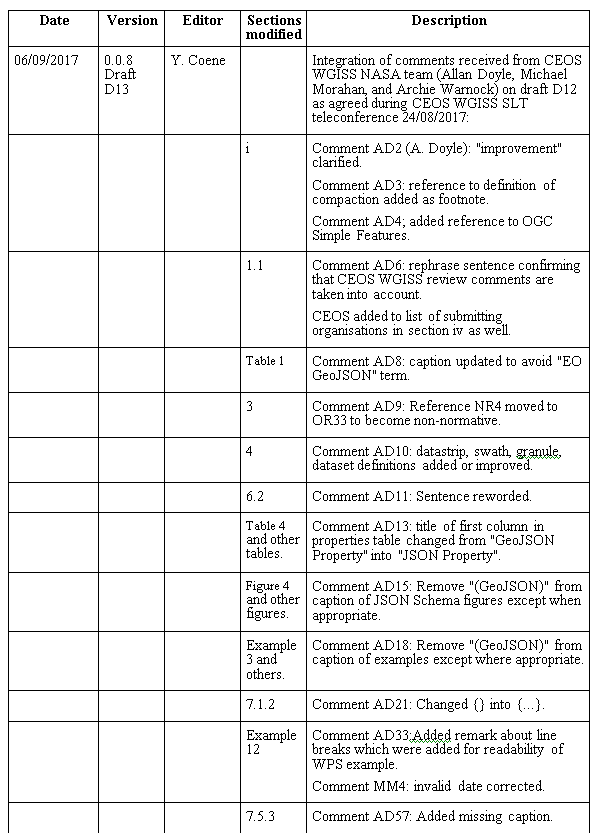 Date Version Editor Sections modified Description
06/09/2017 0.0.8 Draft D13 Y. Coene
Integration of comments received from CEOS
WGISS NASA team (Allan Doyle, Michael
Morahan, and Archie Warnock) on draft D12
as agreed during CEOS WGISS SLT
teleconference 24/08/2017:
i
Comment AD2 (A. Doyle): "improvement"
clarified.
Comment AD3: reference to definition of
compaction added as footnote.
Comment AD4; added reference to OGC
Simple Features.
1.1
Comment AD6: rephrase sentence confirming
that CEOS WGISS review comments are
taken into account.
CEOS added to list of submitting
organisations in section iv as well.
Table 1
Comment AD8: caption updated to avoid "EO
GeoJSON" term.
3
Comment AD9: Reference NR4 moved to
OR33 to become non-normative.
4
Comment AD10: datastrip, swath, granule,
dataset definitions added or improved.
6.2
Comment AD11: Sentence reworded.
Table 4
and other
tables.
Comment AD13: title of first column in
properties table changed from "GeoJSON
Property" into "JSON Property".
Figure 4
and other
figures.
Comment AD15: Remove "(GeoJSON)" from
caption of JSON Schema figures except when
appropriate.
Example
3 and
others.
Comment AD18: Remove "(GeoJSON)" from
caption of examples except where appropriate.
7.1.2
Comment AD21: Changed {} into {...}.
Example
12
Comment AD33:Added remark about line
breaks which were added for readability of
WPS example.
Comment MM4: invalid date corrected.
7.5.3
Comment AD57: Added missing caption.